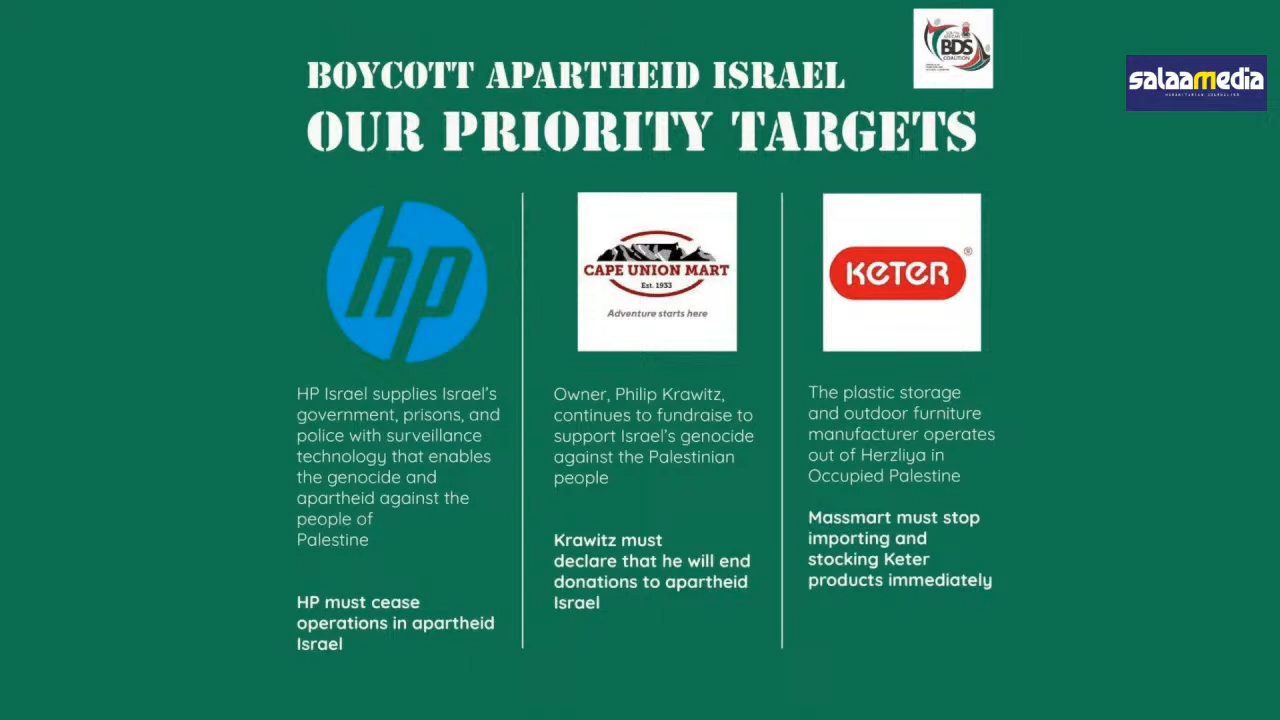 SOUTH AFRICAN
BDS
COALITION
salaamedia
HUMANITARIAN JOURNALISM
BOYCOTT APARTHEID ISRAEL
OUR PRIORITY TARGETS
hp
HP Israel supplies Israel's
government, prisons, and
police with surveillance
technology that enables
the genocide and
apartheid against the
people of
Palestine
HP must cease
operations in apartheid
Israel
CAPE UNION MART
Est. 1933
Adventure starts here
Owner, Philip Krawitz,
continues to fundraise to
support Israel's genocide
against the Palestinian
people
Krawitz must
declare that he will end
donations to apartheid
Israel
KETER®
The plastic storage
and outdoor furniture
manufacturer operates
out of Herzliya in
Occupied Palestine
Massmart must stop
importing and
stocking Keter
products immediately